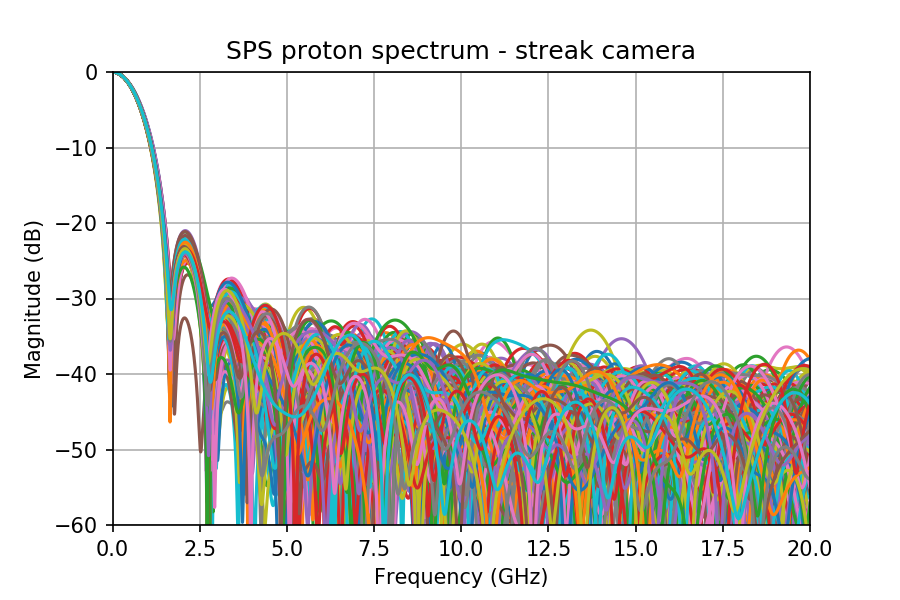 SPS proton spectrum - streak camera
0
−10
−20
−30
−40
−50
−60
Magnitude (dB)
0.0 2.5 5.0 7.5 10.0 12.5 15.0 17.5 20.0
Frequency (GHz)